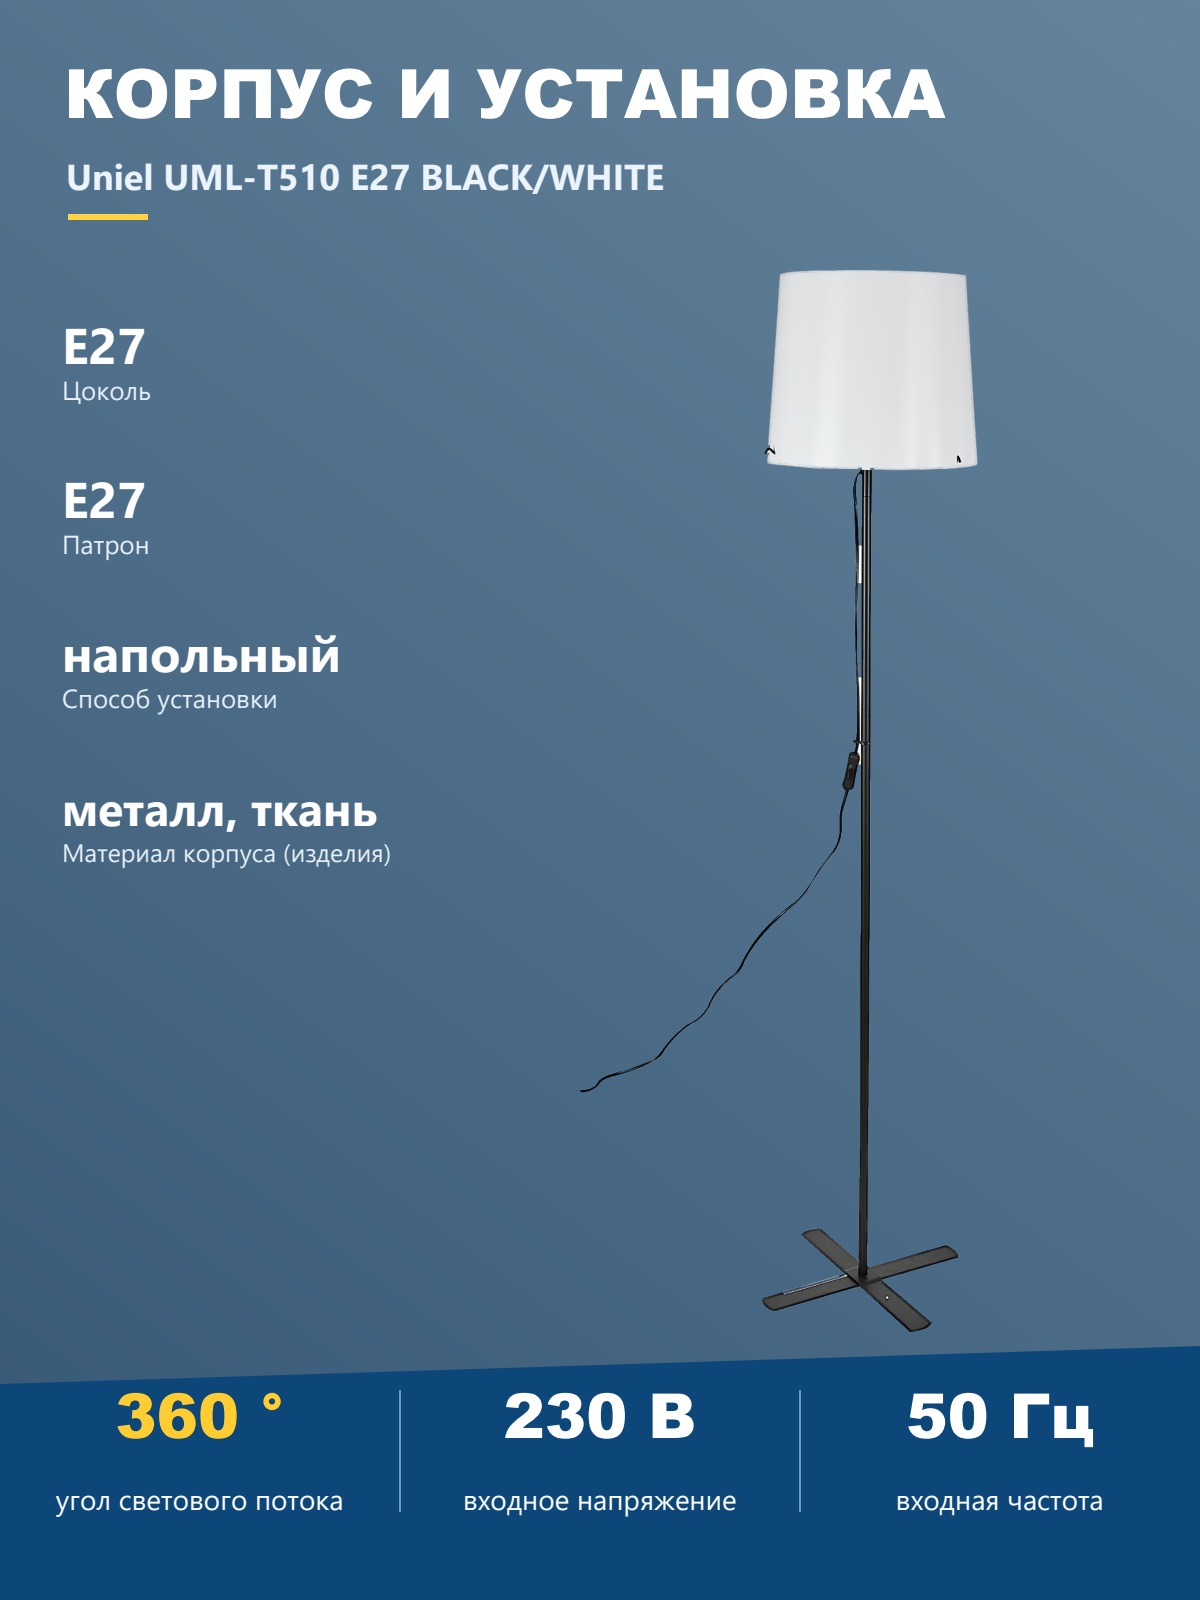 КОРПУС И УСТАНОВКА
Uniel UML-T510 E27 BLACK/WHITE
E27
Цоколь
E27
Патрон
напольный
Способ установки
металл, ткань
Материал корпуса (изделия)
360 °
угол светового потока
230 В
входное напряжение
50 Гц
входная частота